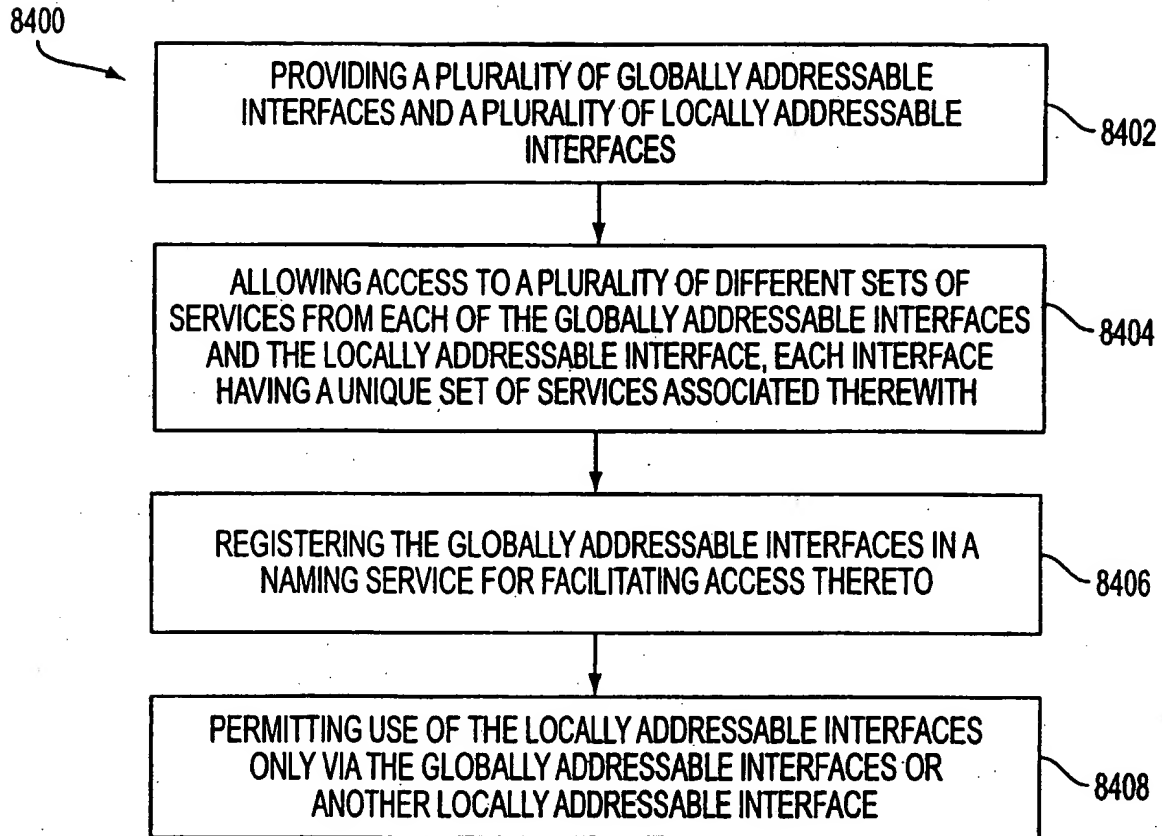 8400
PROVIDING A PLURALITY OF GLOBALLY ADDRESSABLE
INTERFACES AND A PLURALITY OF LOCALLY ADDRESSABLE
INTERFACES
8402
ALLOWING ACCESS TO A PLURALITY OF DIFFERENT SETS OF
SERVICES FROM EACH OF THE GLOBALLY ADDRESSABLE INTERFACES
AND THE LOCALLY ADDRESSABLE INTERFACE, EACH INTERFACE
HAVING A UNIQUE SET OF SERVICES ASSOCIATED THEREWITH
8404
REGISTERING THE GLOBALLY ADDRESSABLE INTERFACES IN A
NAMING SERVICE FOR FACILITATING ACCESS THERETO
8406
PERMITTING USE OF THE LOCALLY ADDRESSABLE INTERFACES
ONLY VIA THE GLOBALLY ADDRESSABLE INTERFACES OR
ANOTHER LOCALLY ADDRESSABLE INTERFACE
8408